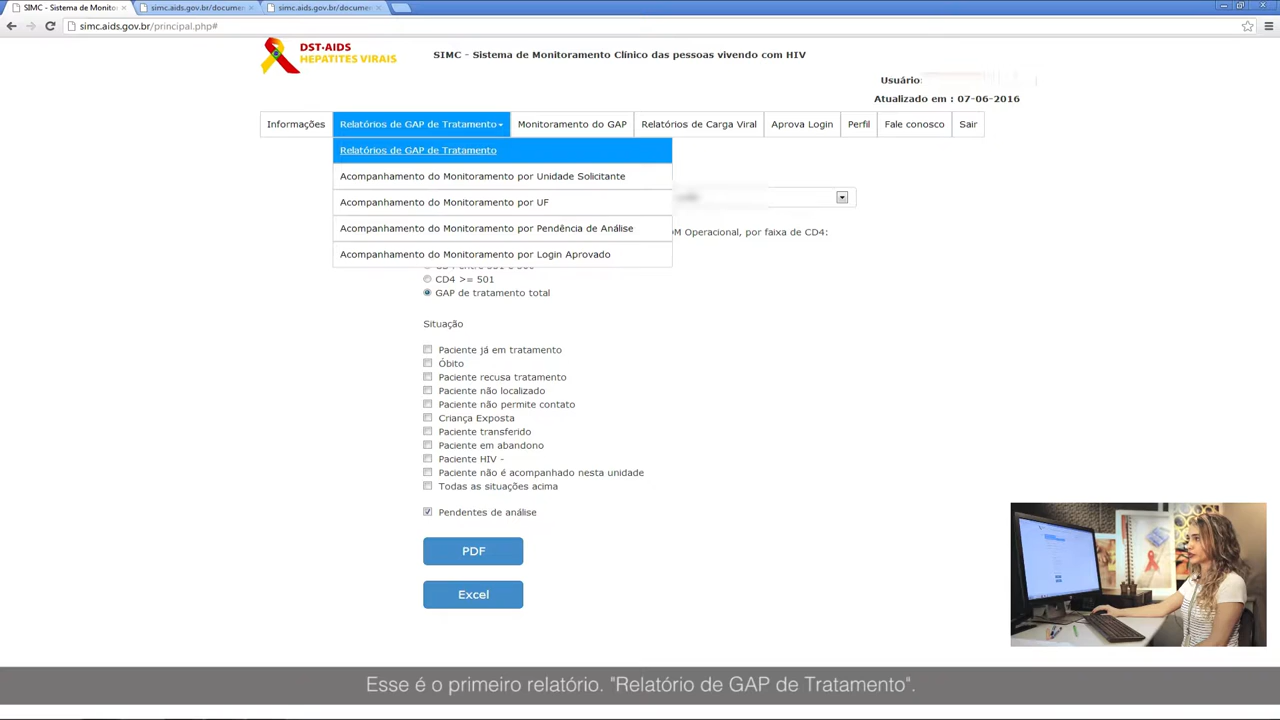 SIMC - Sistema de Monito
simc.aids.gov.br/documen
simc.aids.gov.br/documen
simc.aids.gov.br/principal.php#
DST-AIDS
HEPATITES VIRAIS
SIMC - Sistema de Monitoramento Clínico das pessoas vivendo com HIV
Usuário:
Atualizado em : 07-06-2016
Informações
Relatórios de GAP de Tratamento
Monitoramento do GAP
Relatórios de Carga Viral
Aprova Login
Perfil
Fale conosco
Sair
Relatórios de GAP de Tratamento
Acompanhamento do Monitoramento por Unidade Solicitante
Acompanhamento do Monitoramento por UF
Acompanhamento do Monitoramento por Pendência de Análise
OM Operacional, por faixa de CD4:
Acompanhamento do Monitoramento por Login Aprovado
CD4 >= 501
GAP de tratamento total
Situação
Paciente já em tratamento
Óbito
Paciente recusa tratamento
Paciente não localizado
Paciente não permite contato
Criança Exposta
Paciente transferido
Paciente em abandono
Paciente HIV -
Paciente não é acompanhado nesta unidade
Todas as situações acima
Pendentes de análise
PDF
Excel
Esse é o primeiro relatório. "Relatório de GAP de Tratamento".